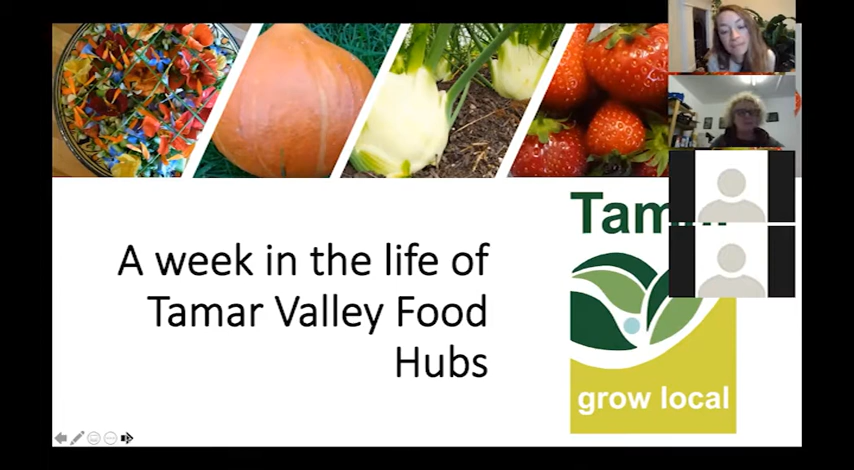 A week in the life of
Tamar Valley Food
Hubs
grow local